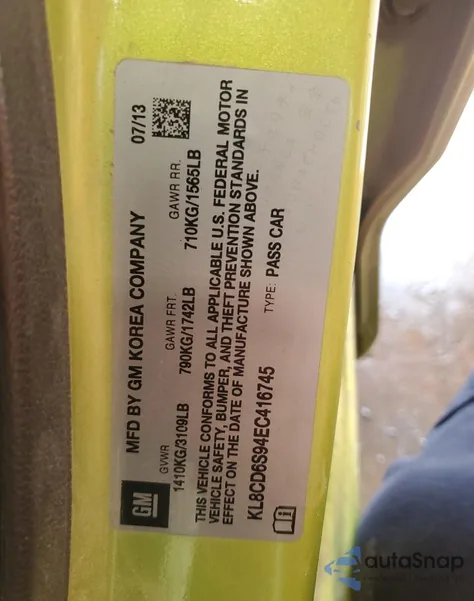 MFD BY GM KOREA COMPANY 07/13
GVWR GAWR FRT. GAWR RR.
1410KG/3109LB 790KG/1742LB 710KG/1565LB
THIS VEHICLE CONFORMS TO ALL APPLICABLE U.S. FEDERAL MOTOR
VEHICLE SAFETY, BUMPER, AND THEFT PREVENTION STANDARDS IN
EFFECT ON THE DATE OF MANUFACTURE SHOWN ABOVE.
KL8CD6S94EC416745 TYPE: PASS CAR
GM
autaSnap